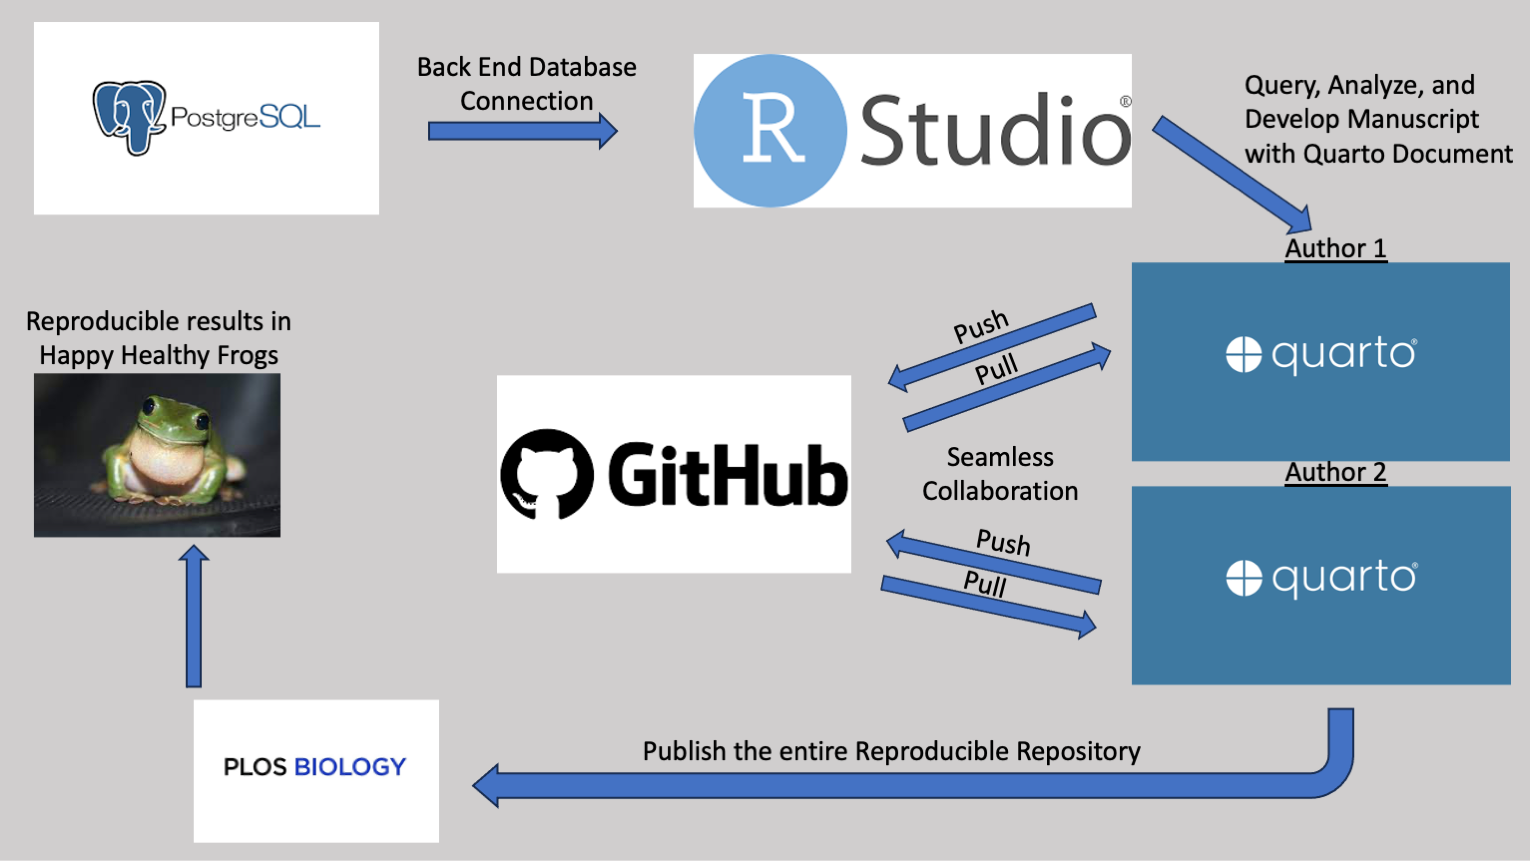 PostgreSQL
Back End Database
Connection
R Studio®
Query, Analyze, and
Develop Manuscript
with Quarto Document
Author 1
quarto®
Push
Pull
Reproducible results in
Happy Healthy Frogs
GitHub
Seamless
Collaboration
Author 2
quarto®
Push
Pull
Publish the entire Reproducible Repository
PLOS BIOLOGY